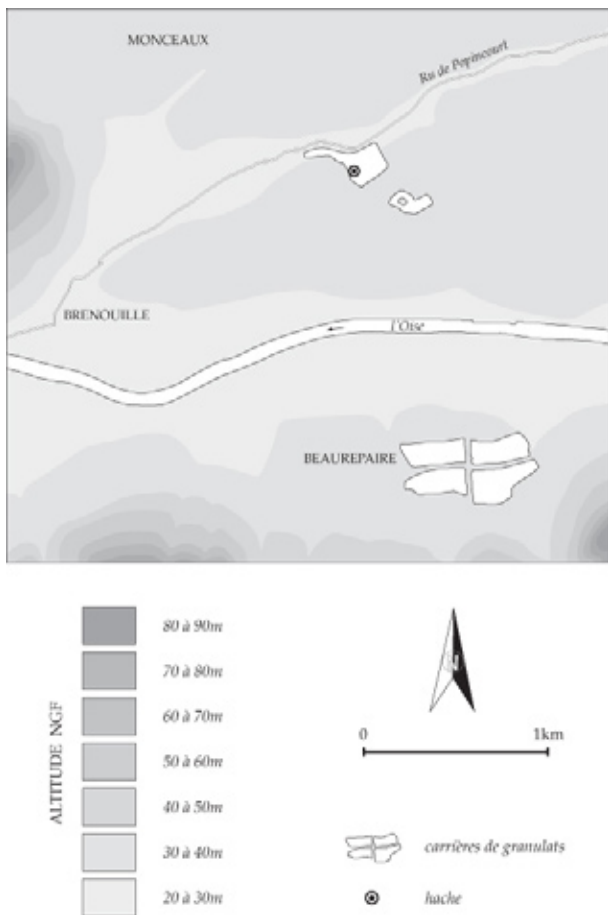 MONCEAUX
Ru de Popincourt
BRENOUILLE
l'Oise
BEAUREPAIRE
ALTITUDE NGF
80 à 90m
70 à 80m
60 à 70m
50 à 60m
40 à 50m
30 à 40m
20 à 30m
0
1km
carrières de granulats
hache